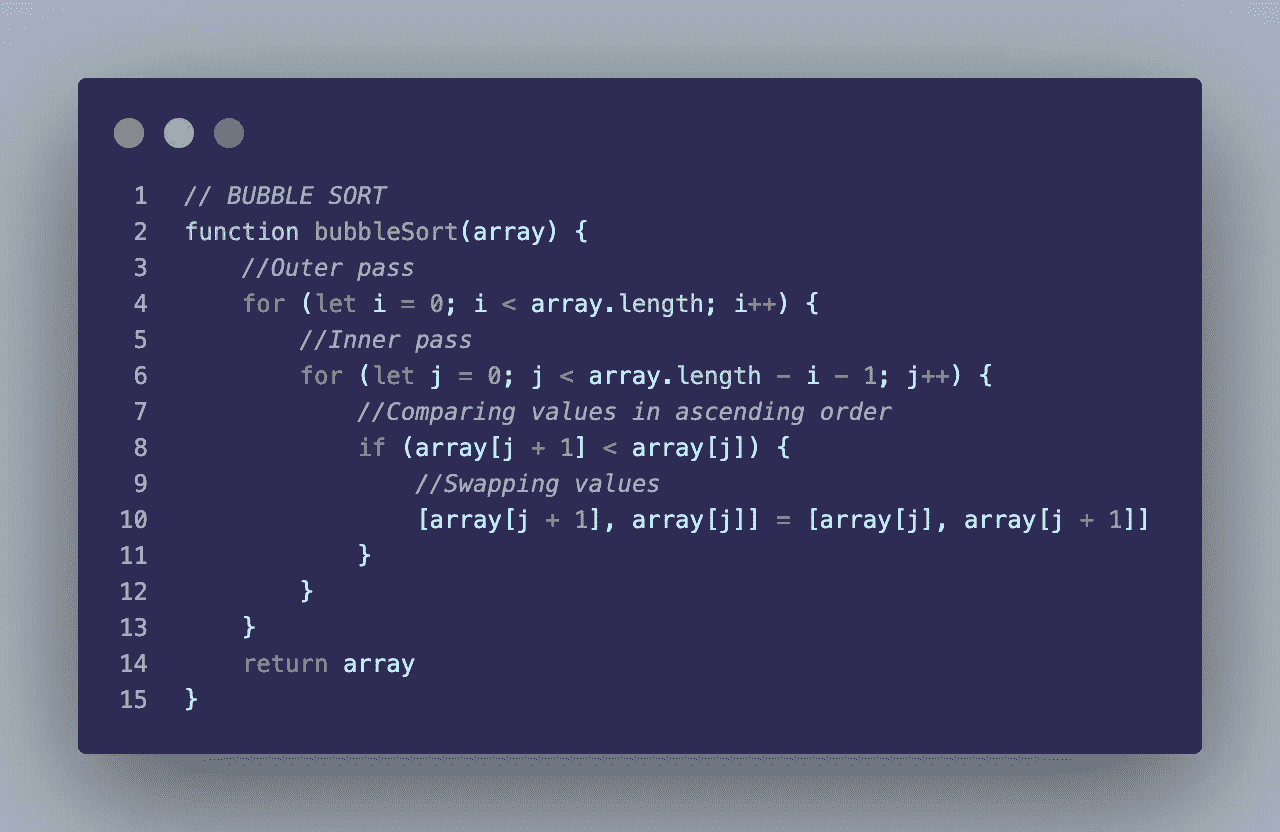 1 // BUBBLE SORT
2 function bubbleSort(array) {
3     //Outer pass
4     for (let i = 0; i < array.length; i++) {
5         //Inner pass
6         for (let j = 0; j < array.length - i - 1; j++) {
7             //Comparing values in ascending order
8             if (array[j + 1] < array[j]) {
9                 //Swapping values
10                 [array[j + 1], array[j]] = [array[j], array[j + 1]]
11             }
12         }
13     }
14     return array
15 }